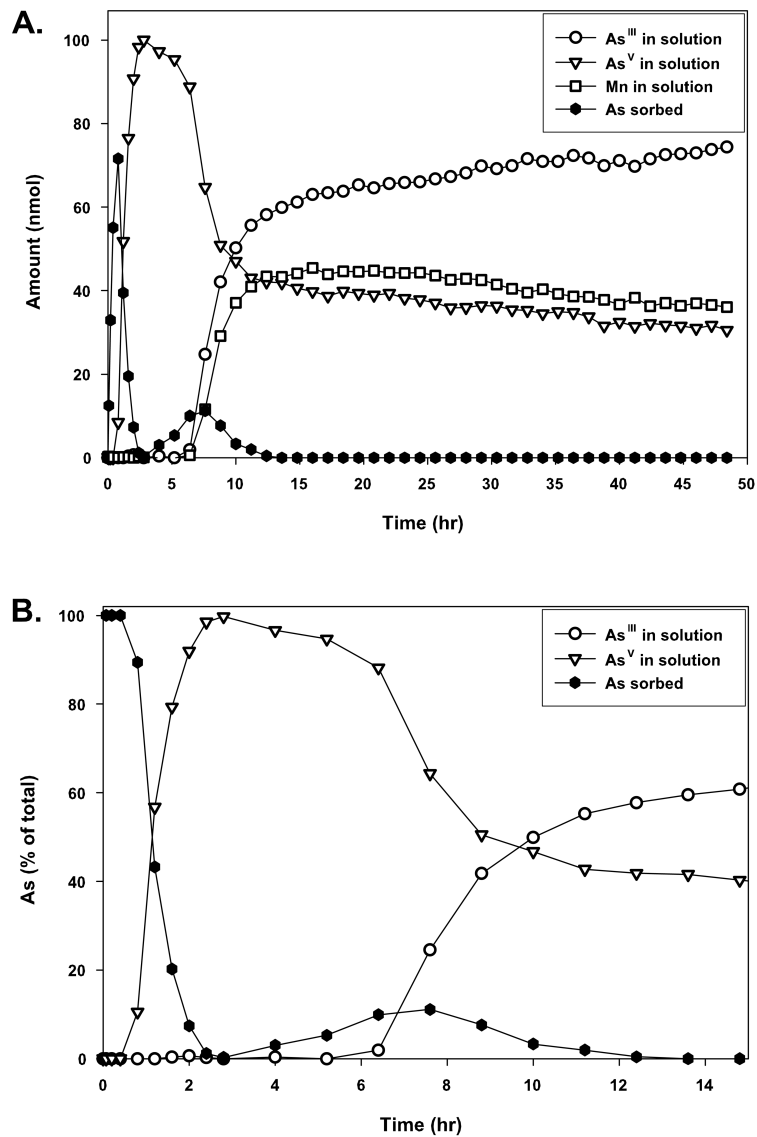 A.
As^III in solution
As^V in solution
Mn in solution
As sorbed
100
80
60
40
20
0
Amount (nmol)
0 5 10 15 20 25 30 35 40 45 50
Time (hr)
B.
As^III in solution
As^V in solution
As sorbed
100
80
60
40
20
0
As (% of total)
0 2 4 6 8 10 12 14
Time (hr)